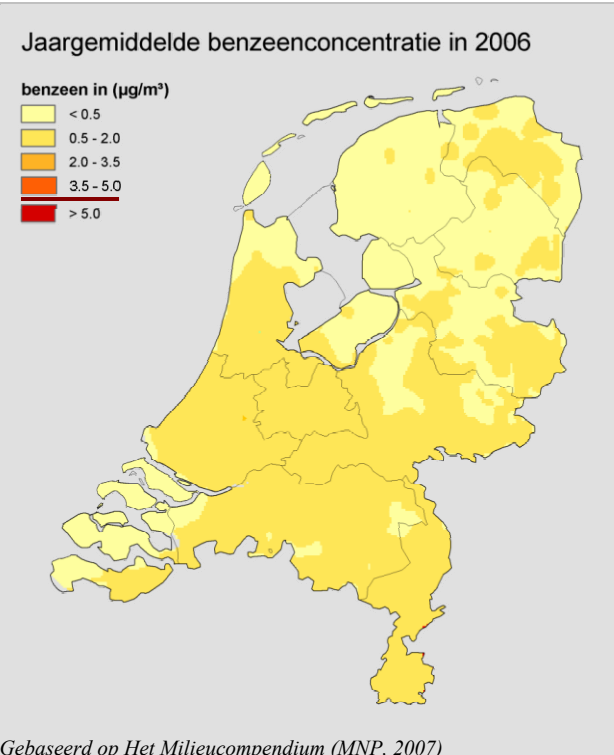 Jaargemiddelde benzeenconcentratie in 2006
benzeen in (µg/m³)
< 0.5
0.5 - 2.0
2.0 - 3.5
3.5 - 5.0
> 5.0
Gebaseerd op Het Milieucompendium (MNP, 2007)